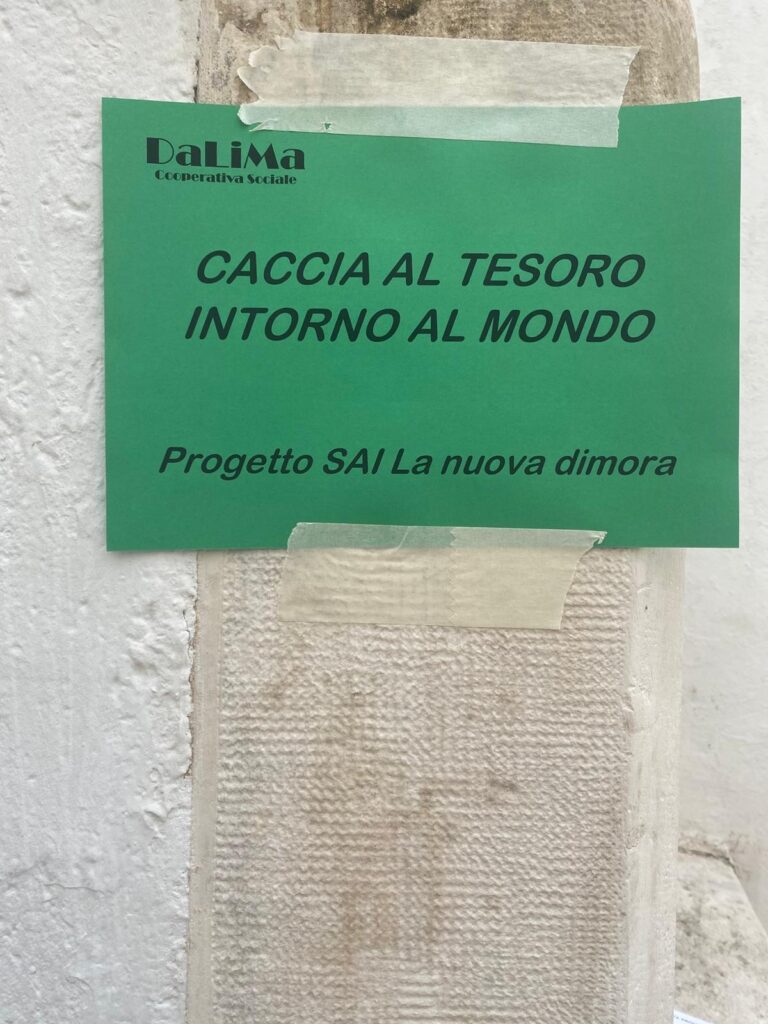 DaLiMa
Cooperativa Sociale
CACCIA AL TESORO
INTORNO AL MONDO
Progetto SAI La nuova dimora